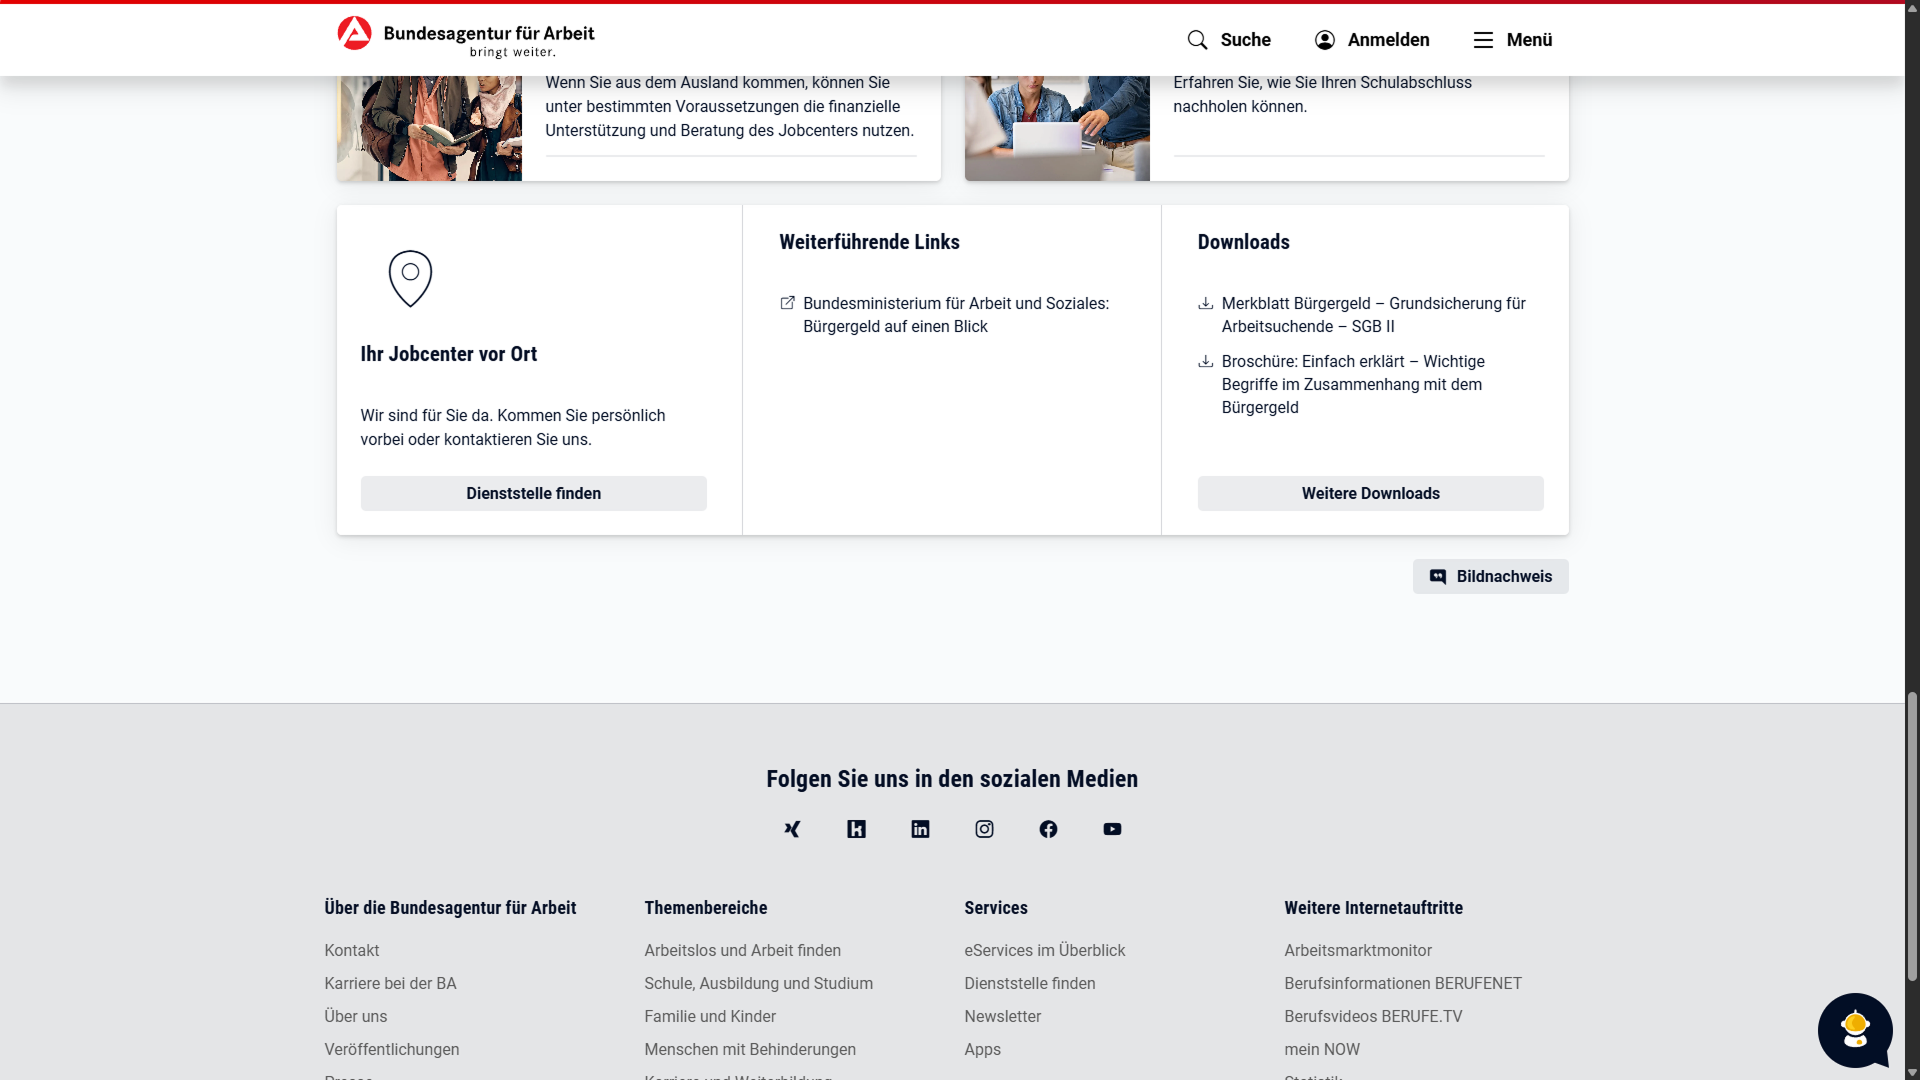 Bundesagentur für Arbeit
bringt weiter.
Suche
Anmelden
Menü
Wenn Sie aus dem Ausland kommen, können Sie
unter bestimmten Voraussetzungen die finanzielle
Unterstützung und Beratung des Jobcenters nutzen.
Erfahren Sie, wie Sie Ihren Schulabschluss
nachholen können.
Ihr Jobcenter vor Ort
Wir sind für Sie da. Kommen Sie persönlich
vorbei oder kontaktieren Sie uns.
Dienststelle finden
Weiterführende Links
Bundesministerium für Arbeit und Soziales:
Bürgergeld auf einen Blick
Downloads
Merkblatt Bürgergeld – Grundsicherung für
Arbeitsuchende – SGB II
Broschüre: Einfach erklärt – Wichtige
Begriffe im Zusammenhang mit dem
Bürgergeld
Weitere Downloads
Bildnachweis
Folgen Sie uns in den sozialen Medien
Über die Bundesagentur für Arbeit
Kontakt
Karriere bei der BA
Über uns
Veröffentlichungen
Presse
Themenbereiche
Arbeitslos und Arbeit finden
Schule, Ausbildung und Studium
Familie und Kinder
Menschen mit Behinderungen
Karriere und Weiterbildung
Services
eServices im Überblick
Dienststelle finden
Newsletter
Apps
Weitere Internetauftritte
Arbeitsmarktmonitor
Berufsinformationen BERUFENET
Berufsvideos BERUFE.TV
mein NOW
Statistik